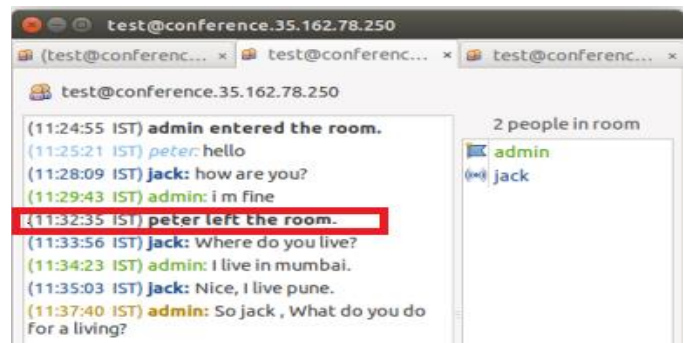 test@conference.35.162.78.250
(test@conferenc... × test@conferenc... × test@conferenc... ×
test@conference.35.162.78.250
(11:24:55 IST) admin entered the room.
(11:25:21 IST) peter: hello
(11:28:09 IST) jack: how are you?
(11:29:43 IST) admin: i m fine
(11:32:35 IST) peter left the room.
(11:33:56 IST) jack: Where do you live?
(11:34:23 IST) admin: I live in mumbai.
(11:35:03 IST) jack: Nice, I live pune.
(11:37:40 IST) admin: So jack , What do you do
for a living?
2 people in room
admin
jack